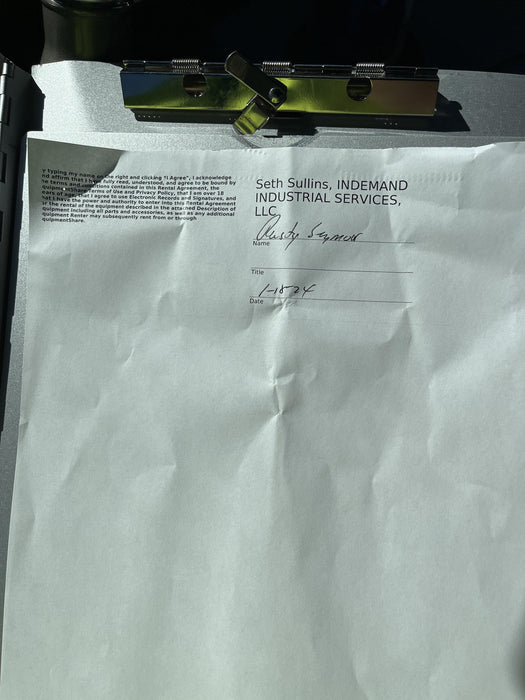 y typing my name on the right and clicking "I Agree", I acknowledge
nd affirm that I have fully read, understood, and agree to be bound by
he terms and conditions contained in this Rental Agreement, the
quipmentShare Terms of Use and Privacy Policy, that I am over 18
ears of age, that I agree to use Electronic Records and Signatures, and
hat I have the power and authority to enter into this Rental Agreement
or the rental of the equipment described in the attached Description of
quipment including all parts and accessories, as well as any additional
quipment Renter may subsequently rent from or through
quipmentShare.
Seth Sullins, INDEMAND
INDUSTRIAL SERVICES,
LLC
Rusty Seymour
Name
Title
1-18-24
Date